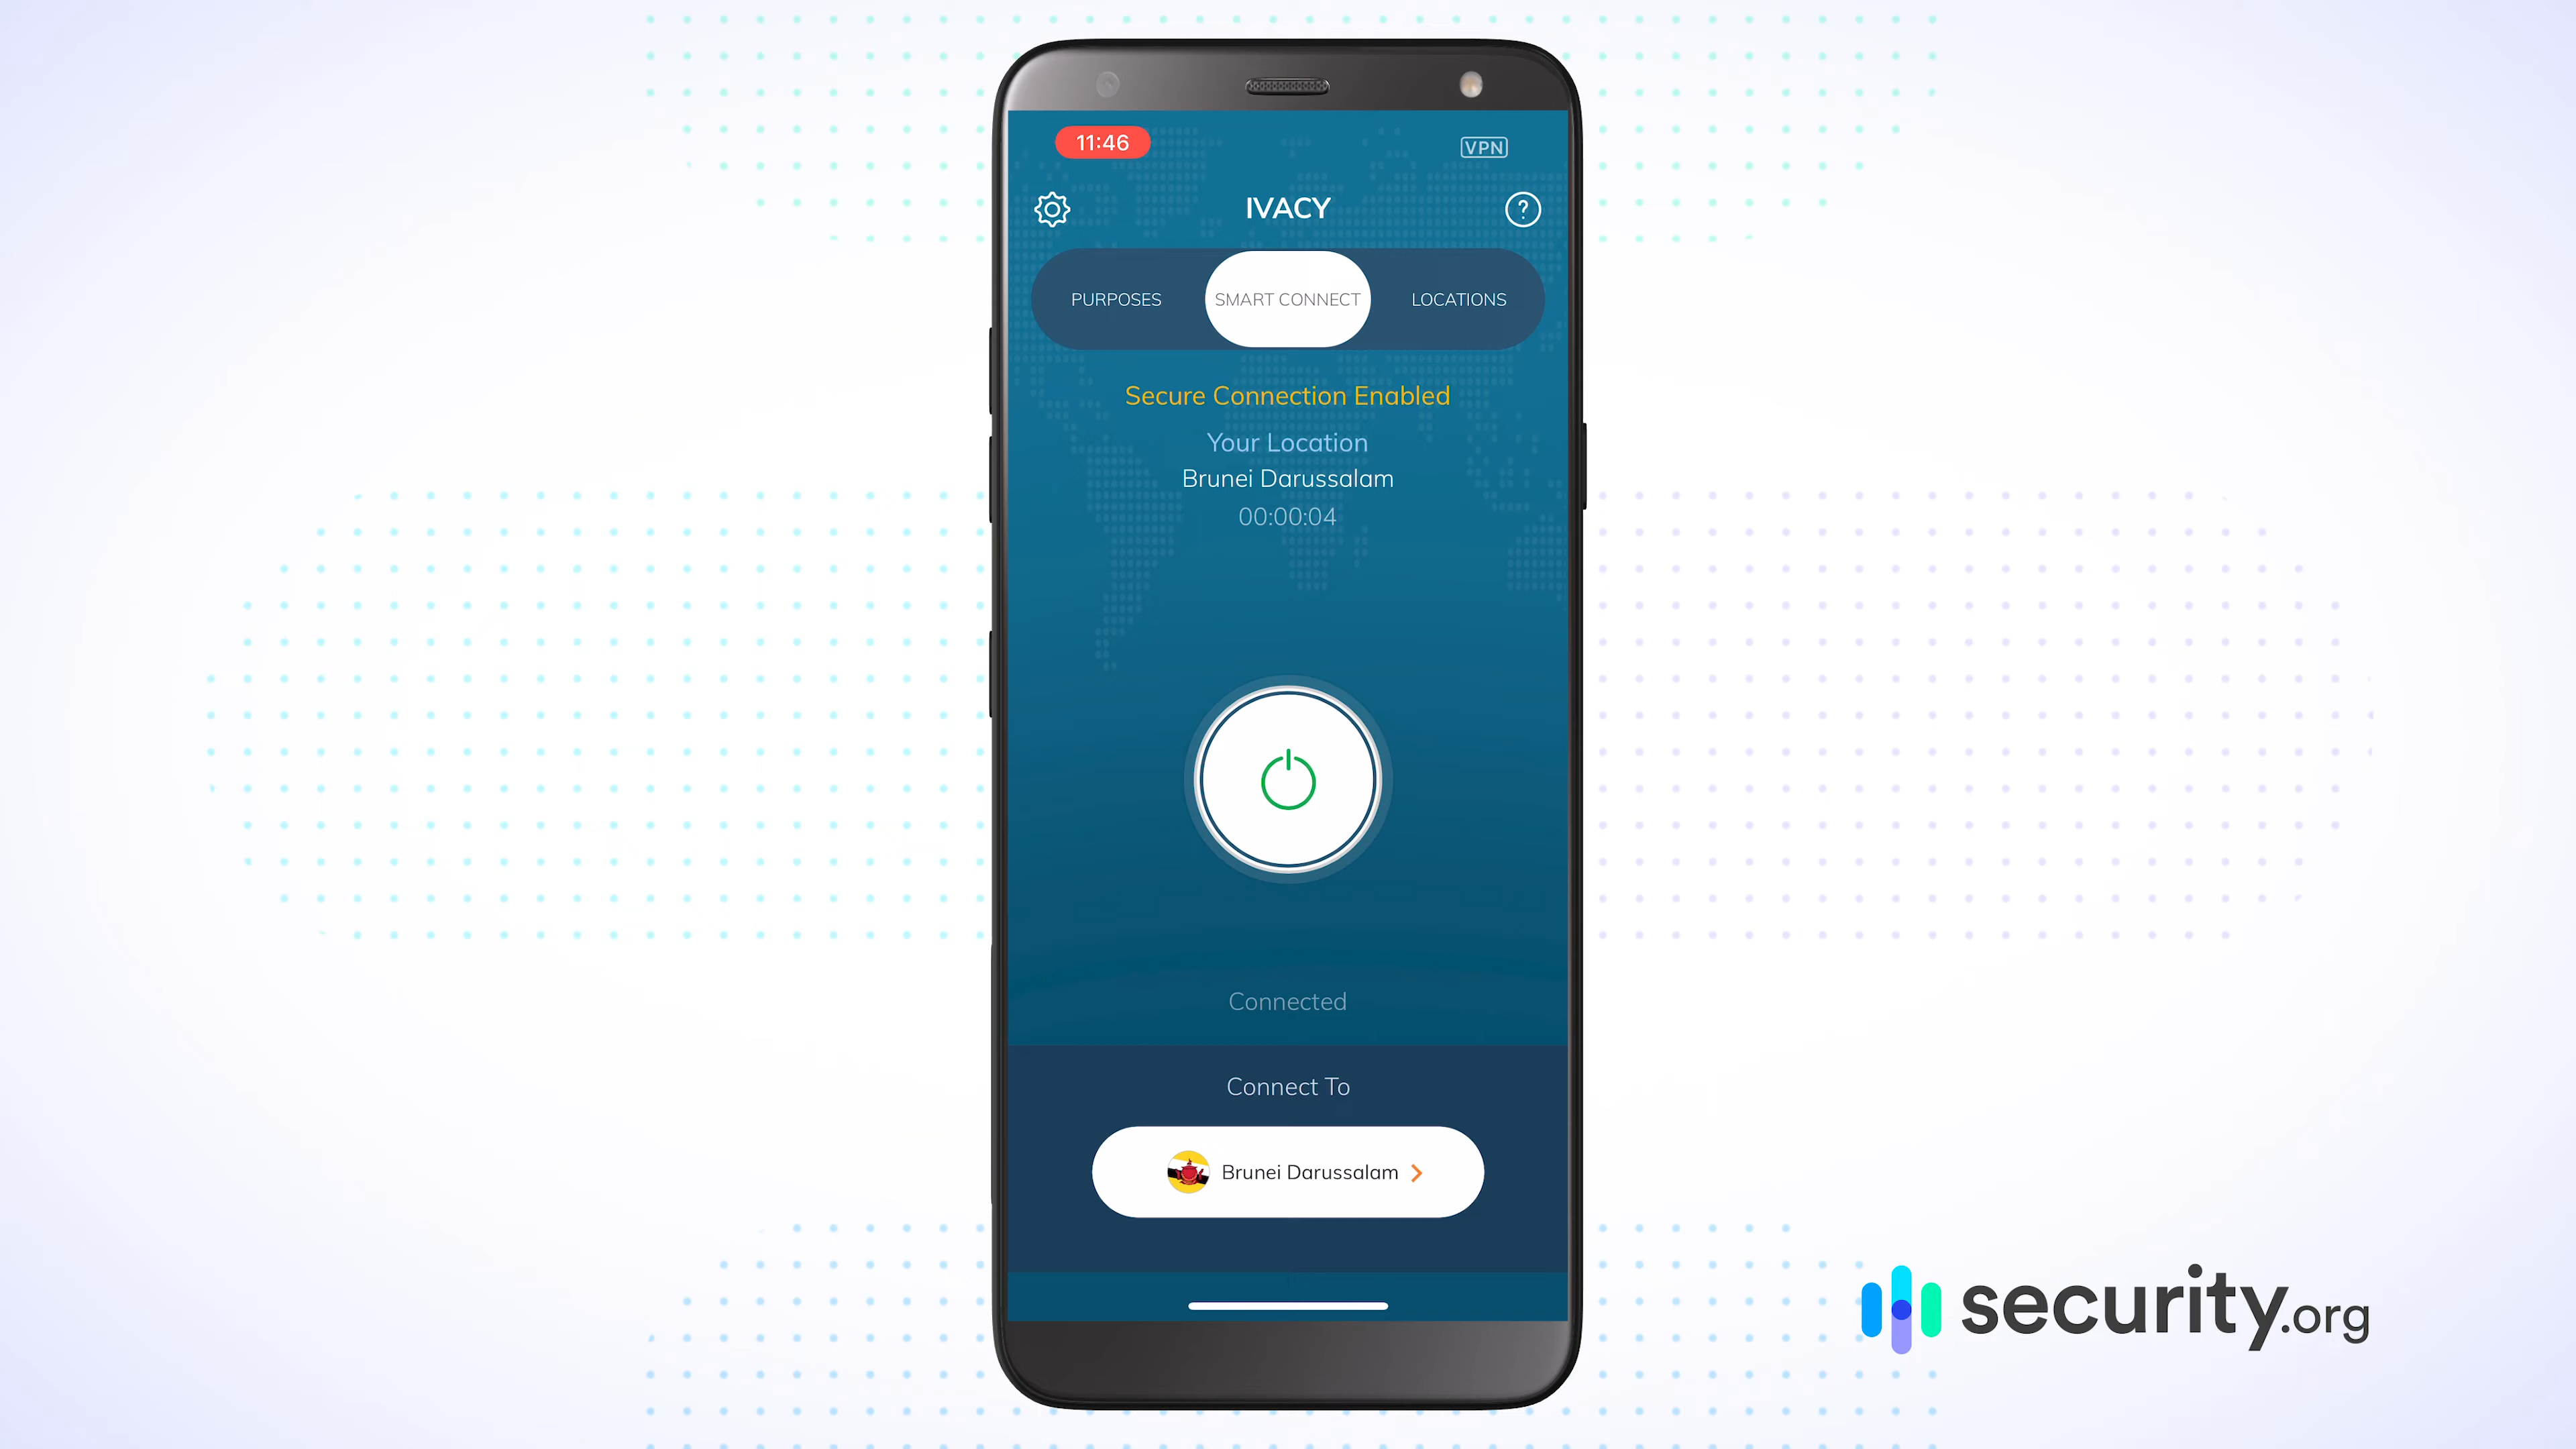 11:46
VPN
IVACY
?
PURPOSES
SMART CONNECT
LOCATIONS
Secure Connection Enabled
Your Location
Brunei Darussalam
00:00:04
Connected
Connect To
Brunei Darussalam
security.org